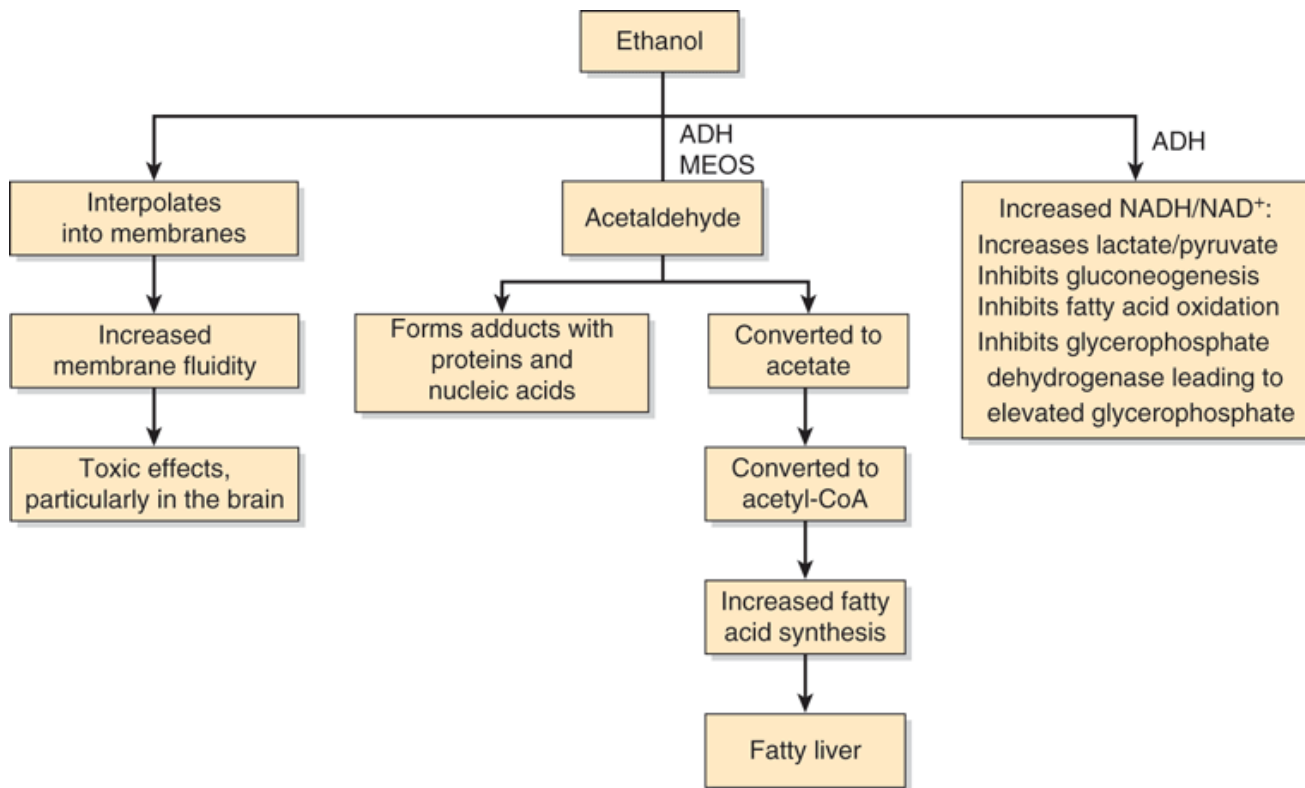 Ethanol
ADH
MEOS
ADH
Interpolates
into membranes
Increased
membrane fluidity
Toxic effects,
particularly in the brain
Acetaldehyde
Forms adducts with
proteins and
nucleic acids
Converted to
acetate
Converted to
acetyl-CoA
Increased fatty
acid synthesis
Fatty liver
Increased NADH/NAD⁺:
Increases lactate/pyruvate
Inhibits gluconeogenesis
Inhibits fatty acid oxidation
Inhibits glycerophosphate
dehydrogenase leading to
elevated glycerophosphate